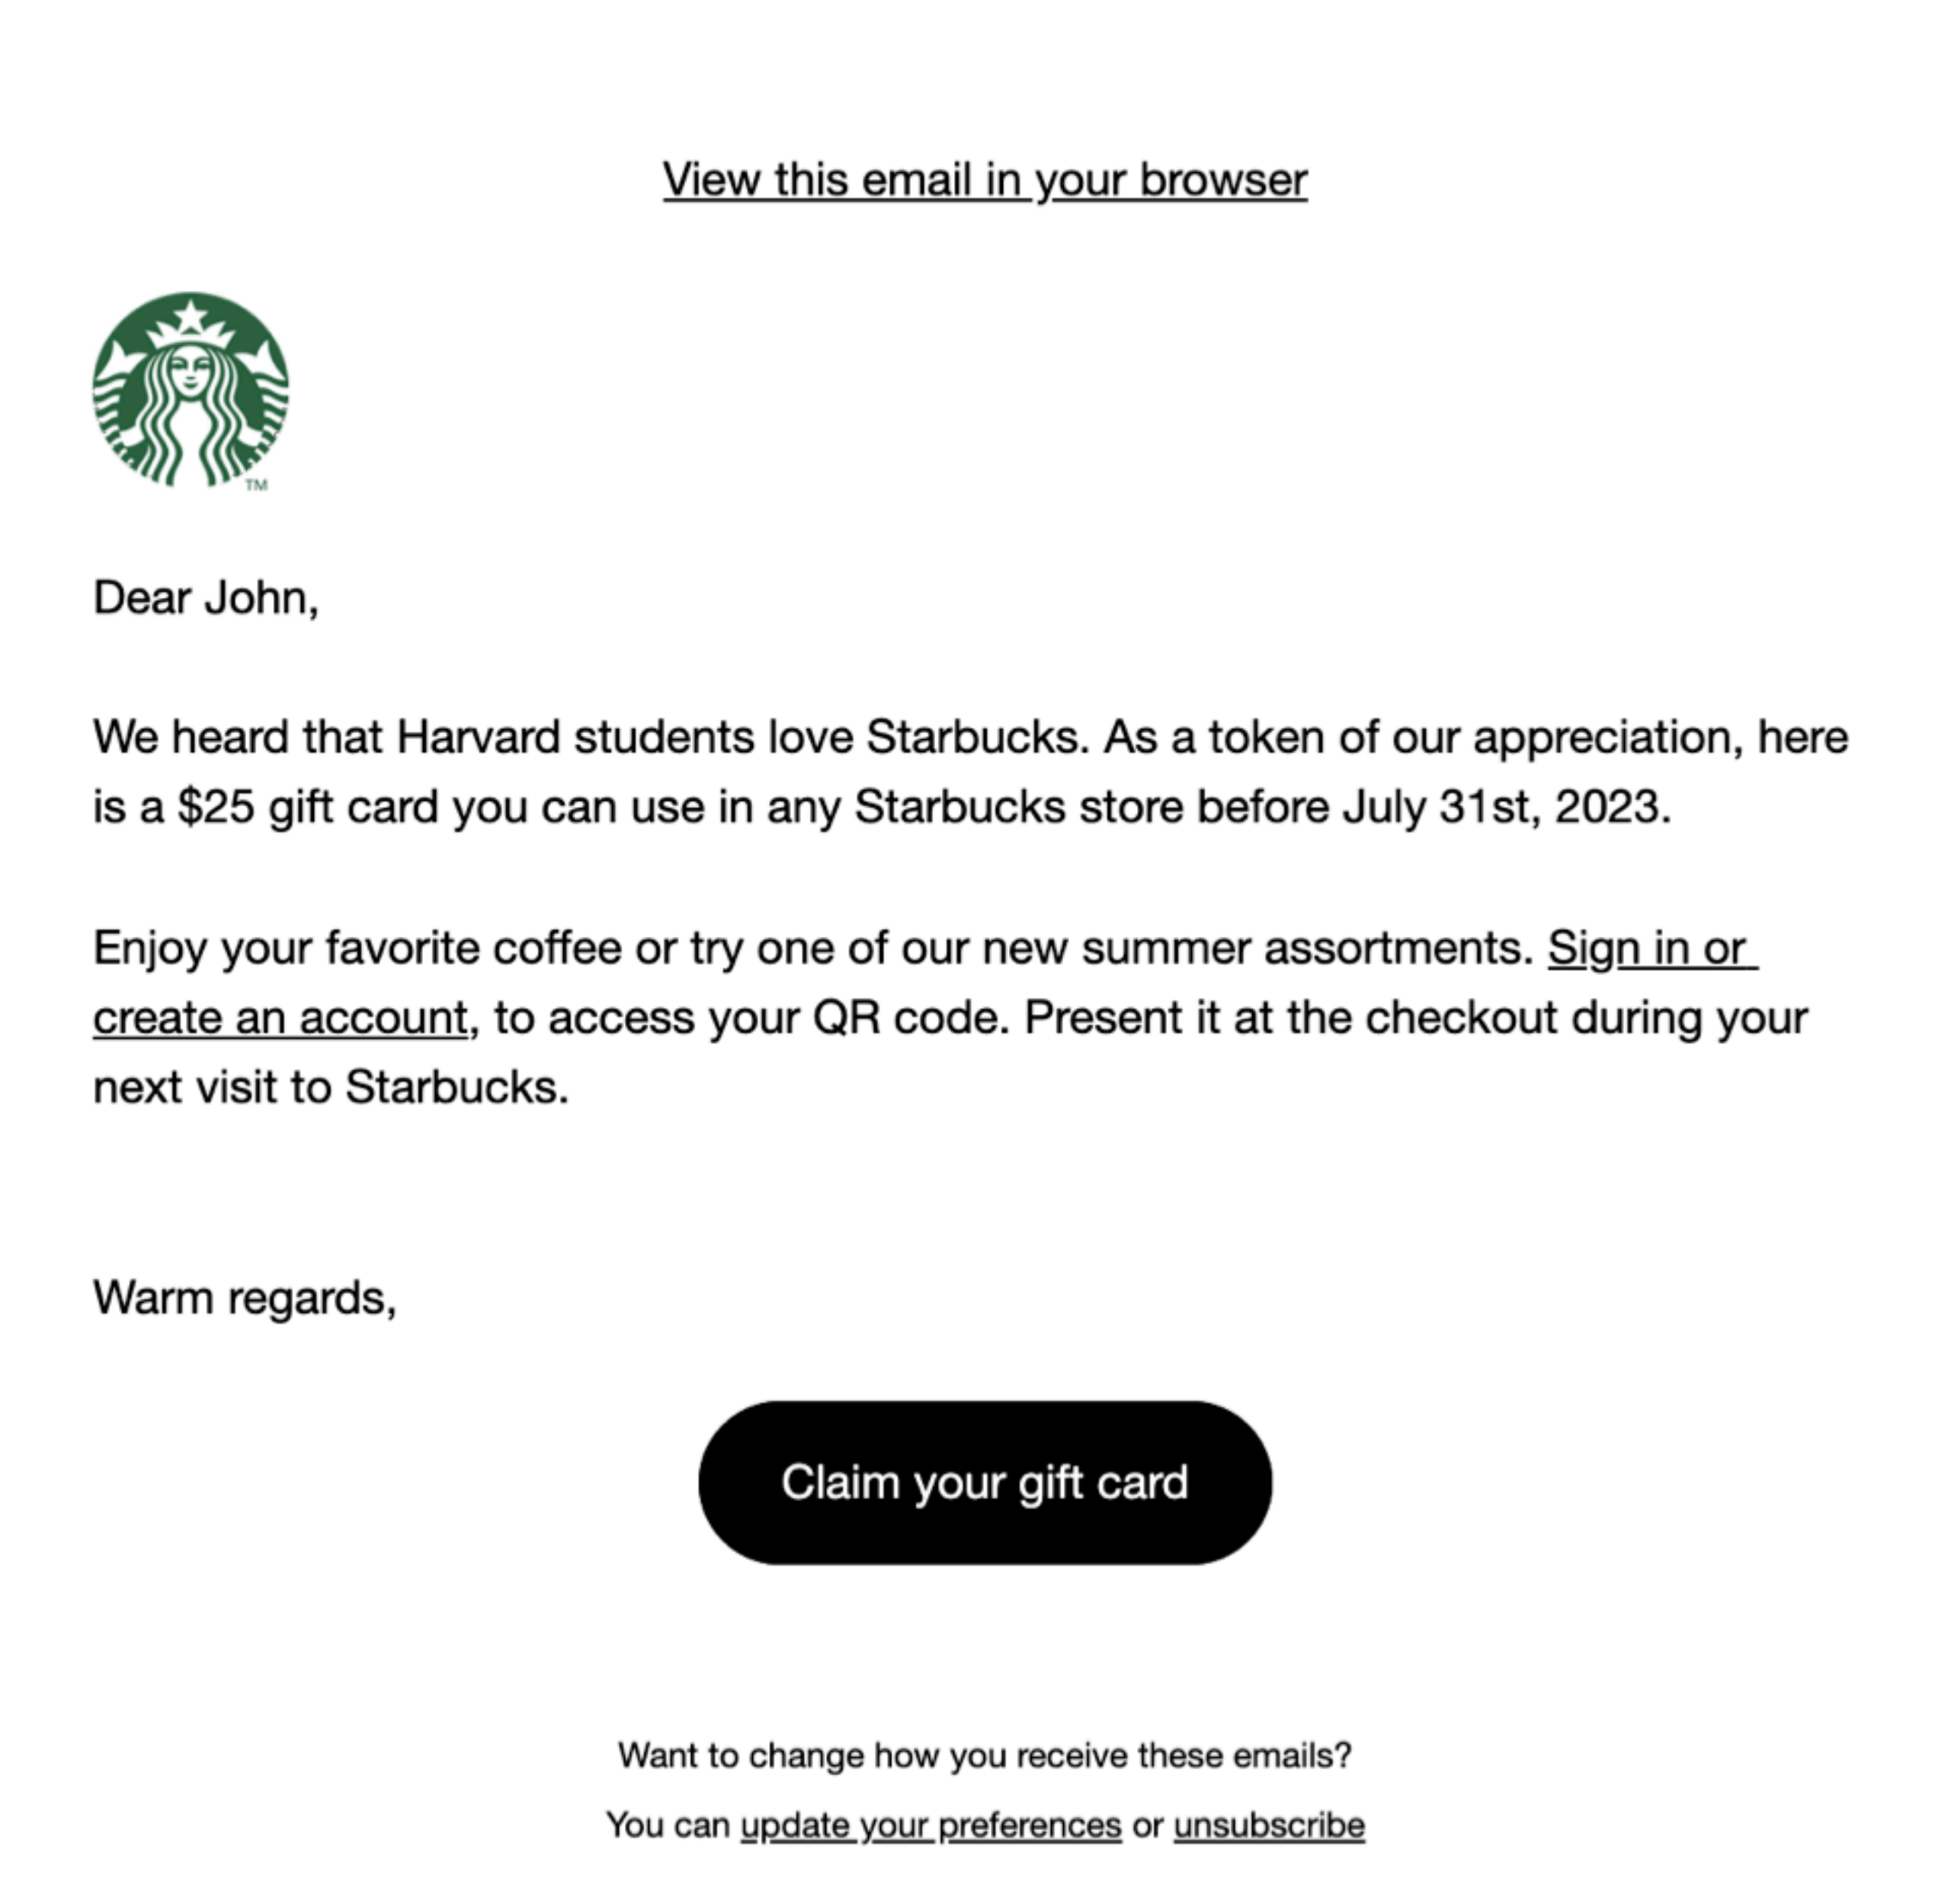 View this email in your browser
TM
Dear John,
We heard that Harvard students love Starbucks. As a token of our appreciation, here
is a $25 gift card you can use in any Starbucks store before July 31st, 2023.
Enjoy your favorite coffee or try one of our new summer assortments. Sign in or
create an account, to access your QR code. Present it at the checkout during your
next visit to Starbucks.
Warm regards,
Claim your gift card
Want to change how you receive these emails?
You can update your preferences or unsubscribe